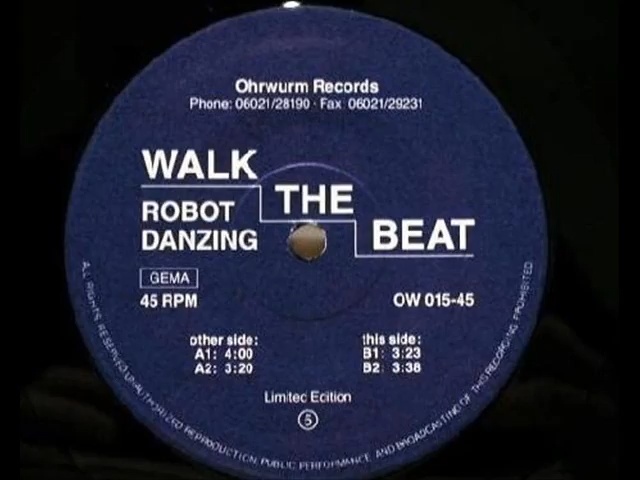 Ohrwurm Records
Phone: 06021/28190 · Fax 06021/29231
WALK
THE
BEAT
ROBOT
DANZING
GEMA
45 RPM
OW 015-45
other side:
A1: 4:00
A2: 3:20
this side:
B1: 3:23
B2: 3:38
Limited Edition
5
ALL RIGHTS RESERVED UNAUTHORIZED REPRODUCTION, PUBLIC PERFORMANCE AND BROADCASTING OF THIS RECORDING PROHIBITED